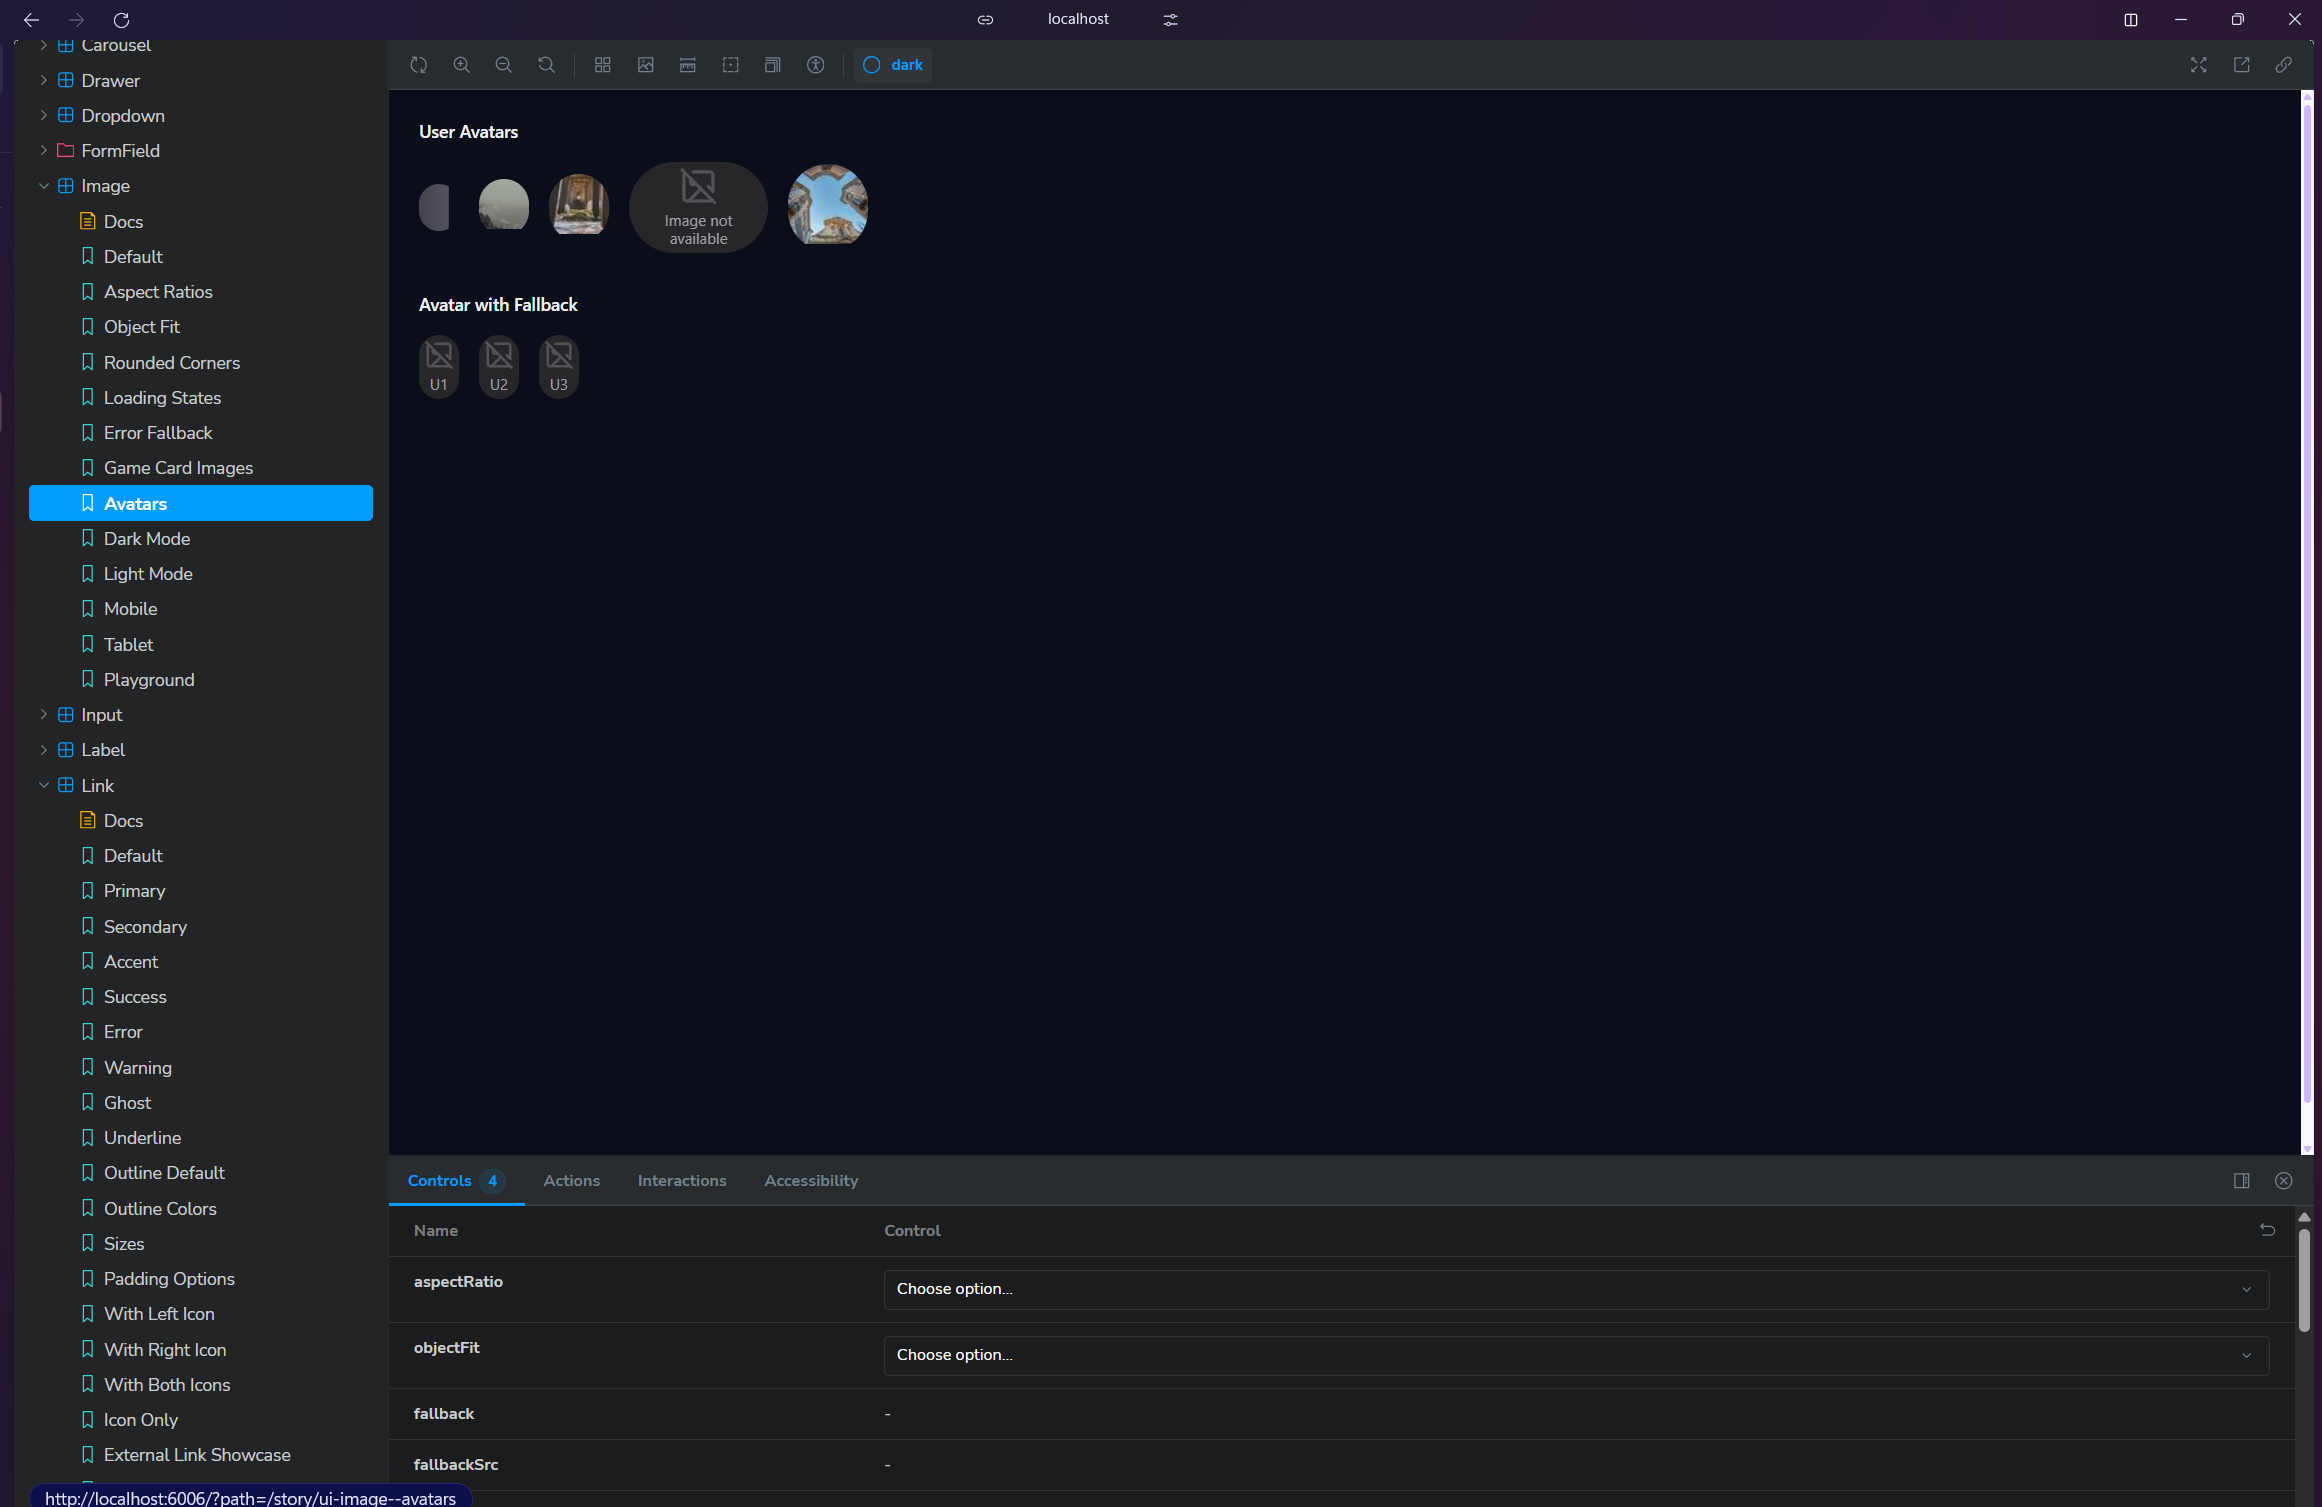 localhost
Carousel
Drawer
Dropdown
FormField
Image
Docs
Default
Aspect Ratios
Object Fit
Rounded Corners
Loading States
Error Fallback
Game Card Images
Avatars
Dark Mode
Light Mode
Mobile
Tablet
Playground
Input
Label
Link
Docs
Default
Primary
Secondary
Accent
Success
Error
Warning
Ghost
Underline
Outline Default
Outline Colors
Sizes
Padding Options
With Left Icon
With Right Icon
With Both Icons
Icon Only
External Link Showcase
http://localhost:6006/?path=/story/ui-image--avatars
dark
User Avatars
Image not
available
Avatar with Fallback
U1 U2 U3
Controls 4 Actions Interactions Accessibility
Name Control
aspectRatio Choose option...
objectFit Choose option...
fallback -
fallbackSrc -